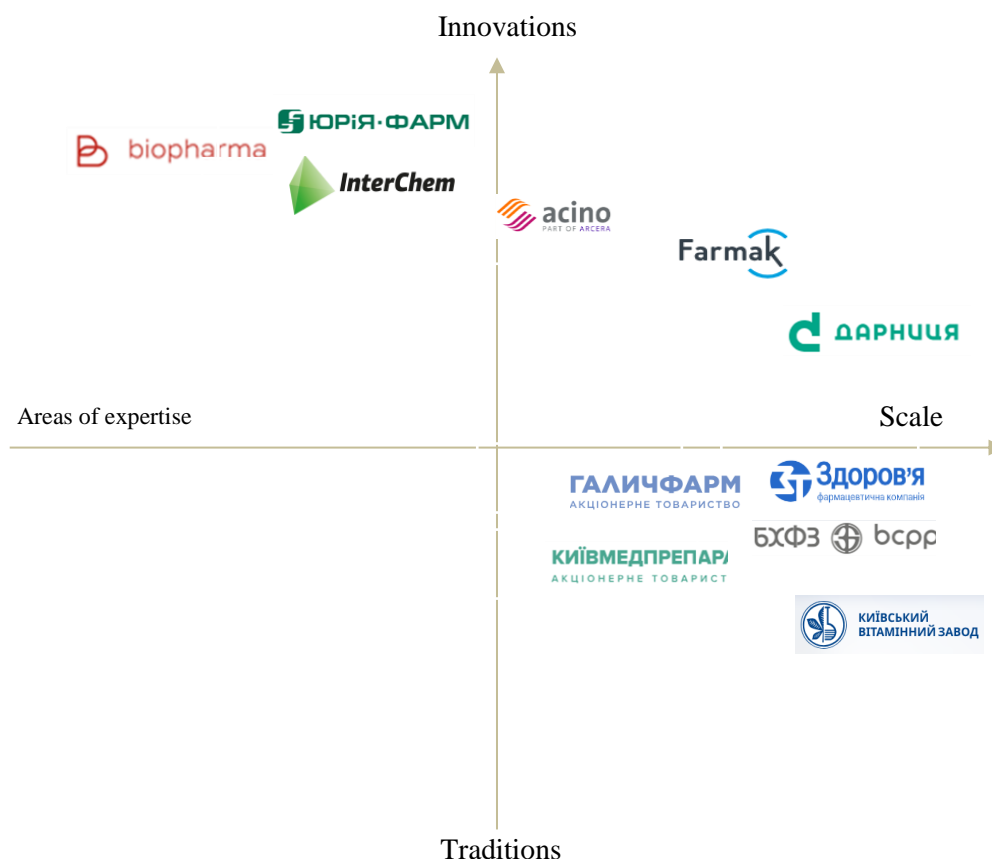 Innovations
ЮРіЯ·ФАРМ
biopharma
InterChem
acino
PART OF ARCERA
Farmak
ДАРНИЦЯ
Areas of expertise
Scale
ГАЛИЧФАРМ
АКЦІОНЕРНЕ ТОВАРИСТВО
Здоров'я
фармацевтична компанія
БХФЗ bcpp
КИЇВМЕДПРЕПАРА
АКЦІОНЕРНЕ ТОВАРИСТ
КИЇВСЬКИЙ
ВІТАМІННИЙ ЗАВОД
Traditions